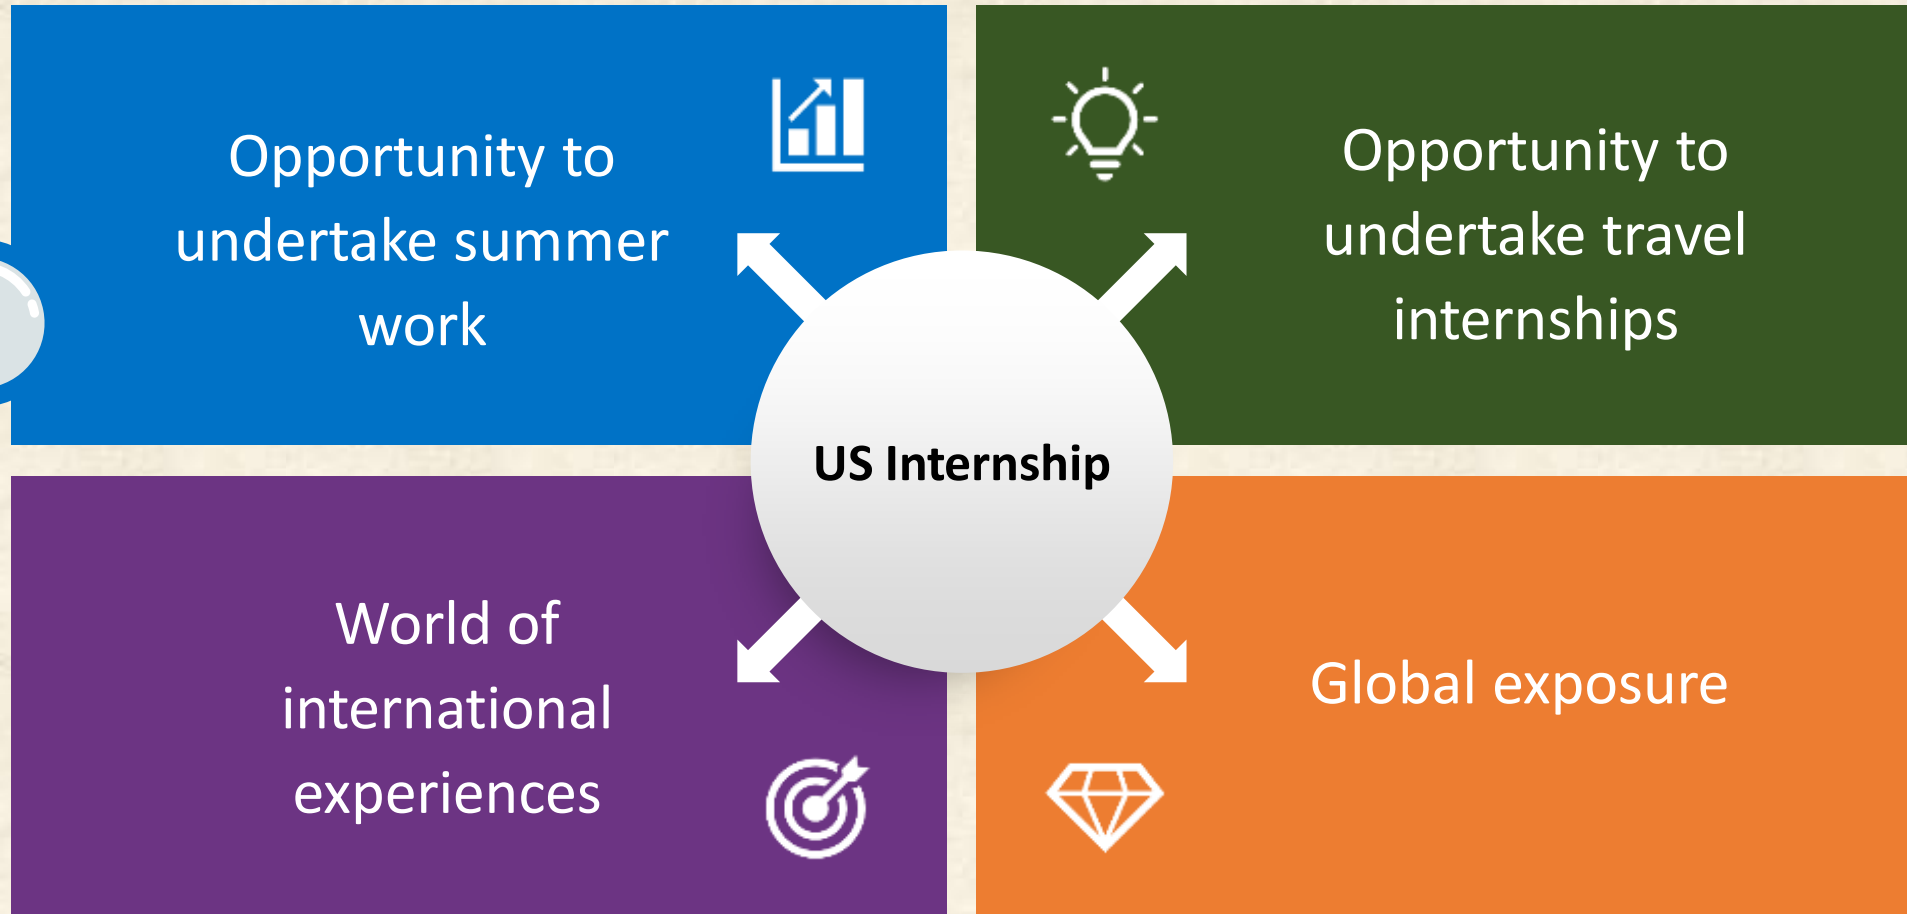 Opportunity to
undertake summer
work
Opportunity to
undertake travel
internships
US Internship
World of
international
experiences
Global exposure